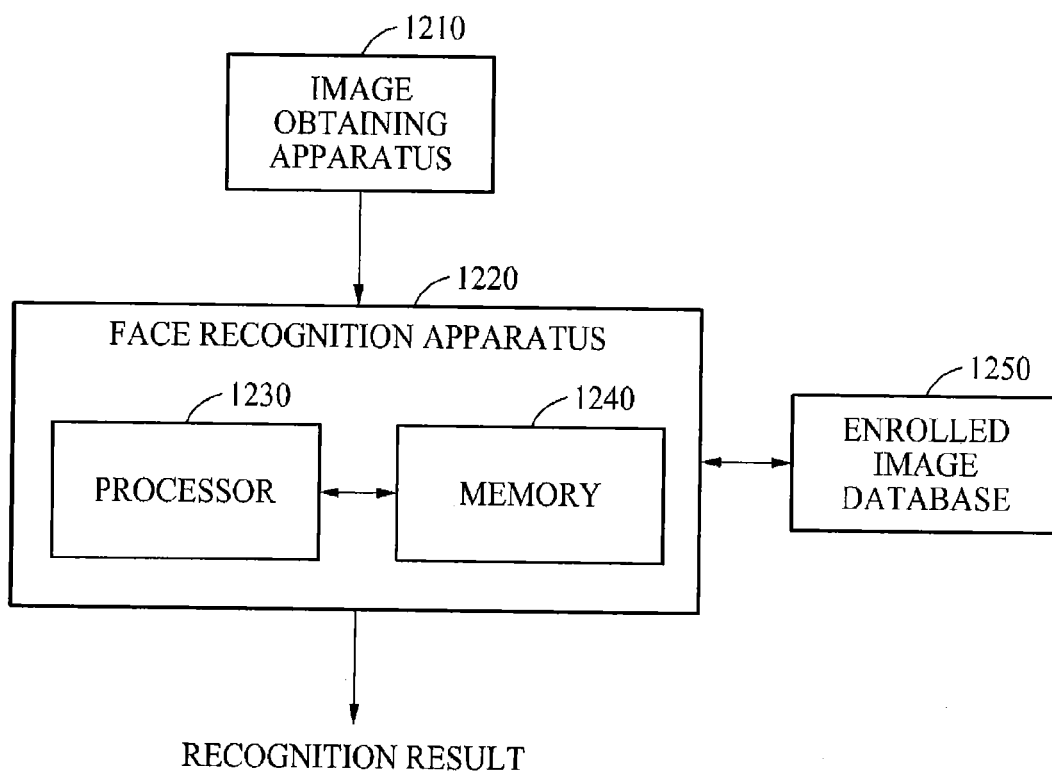 1210
IMAGE
OBTAINING
APPARATUS
1220
FACE RECOGNITION APPARATUS
1230
PROCESSOR
1240
MEMORY
1250
ENROLLED
IMAGE
DATABASE
RECOGNITION RESULT